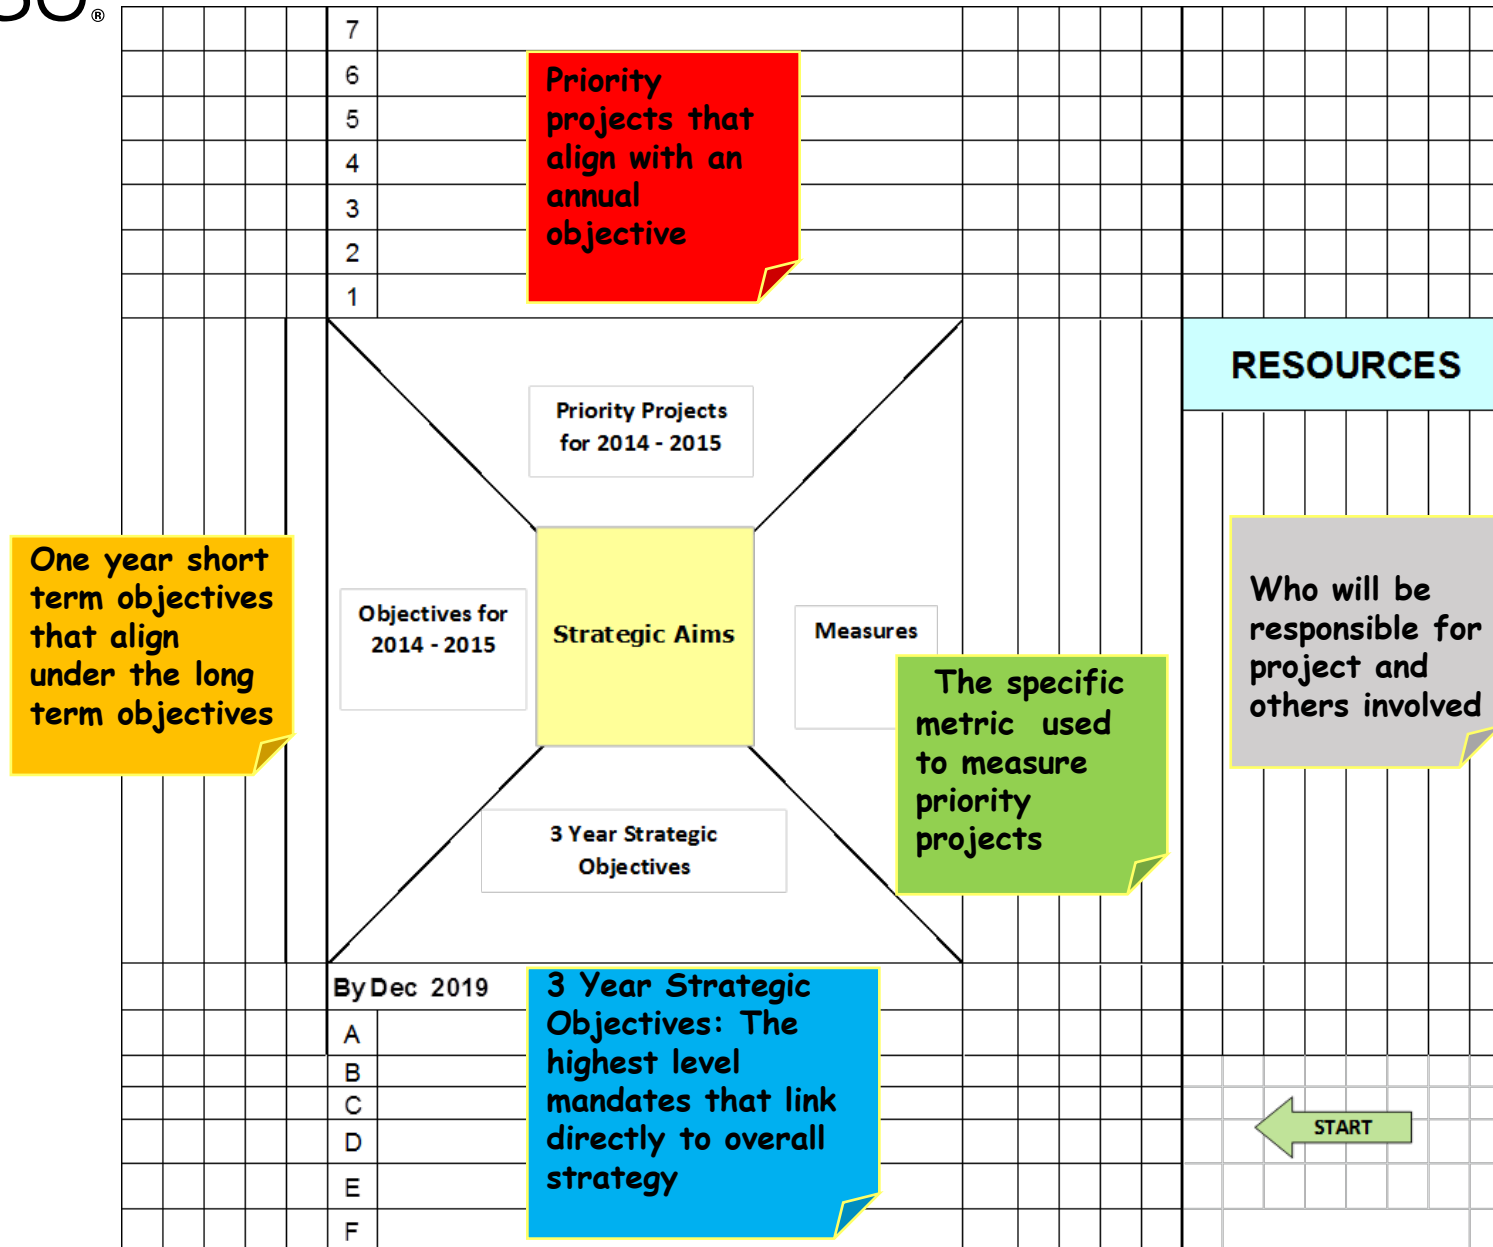 ®
7
6
5
4
3
2
1
Priority
projects that
align with an
annual
objective
RESOURCES
Priority Projects
for 2014 - 2015
One year short
term objectives
that align
under the long
term objectives
Objectives for
2014 - 2015
Strategic Aims
Measures
The specific
metric used
to measure
priority
projects
Who will be
responsible for
project and
others involved
3 Year Strategic
Objectives
By Dec 2019
A
B
C
D
E
F
3 Year Strategic
Objectives: The
highest level
mandates that link
directly to overall
strategy
START